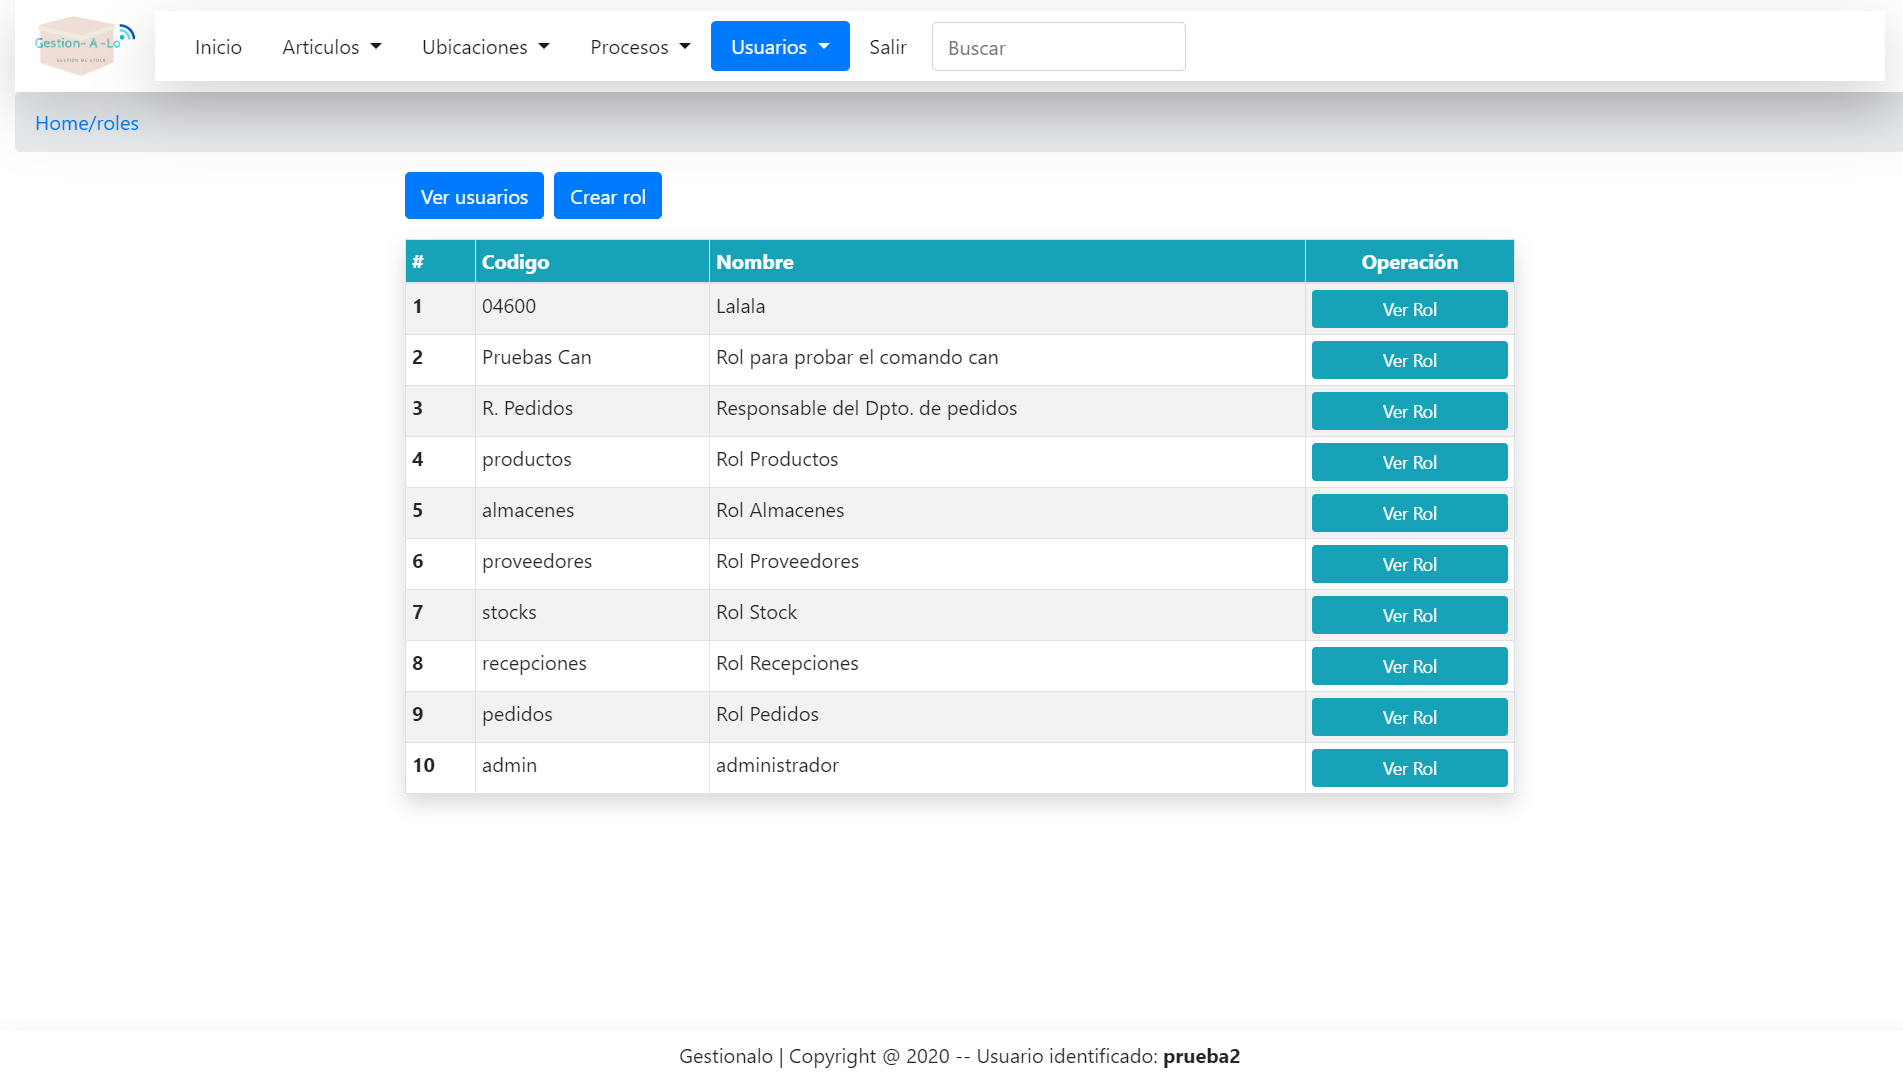 Gestion- A -Lo
GESTIÓN DE STOCK
Inicio Articulos Ubicaciones Procesos Usuarios Salir Buscar
Home/roles
Ver usuarios Crear rol
# Codigo Nombre Operación
1 04600 Lalala Ver Rol
2 Pruebas Can Rol para probar el comando can Ver Rol
3 R. Pedidos Responsable del Dpto. de pedidos Ver Rol
4 productos Rol Productos Ver Rol
5 almacenes Rol Almacenes Ver Rol
6 proveedores Rol Proveedores Ver Rol
7 stocks Rol Stock Ver Rol
8 recepciones Rol Recepciones Ver Rol
9 pedidos Rol Pedidos Ver Rol
10 admin administrador Ver Rol
Gestionalo | Copyright @ 2020 -- Usuario identificado: prueba2